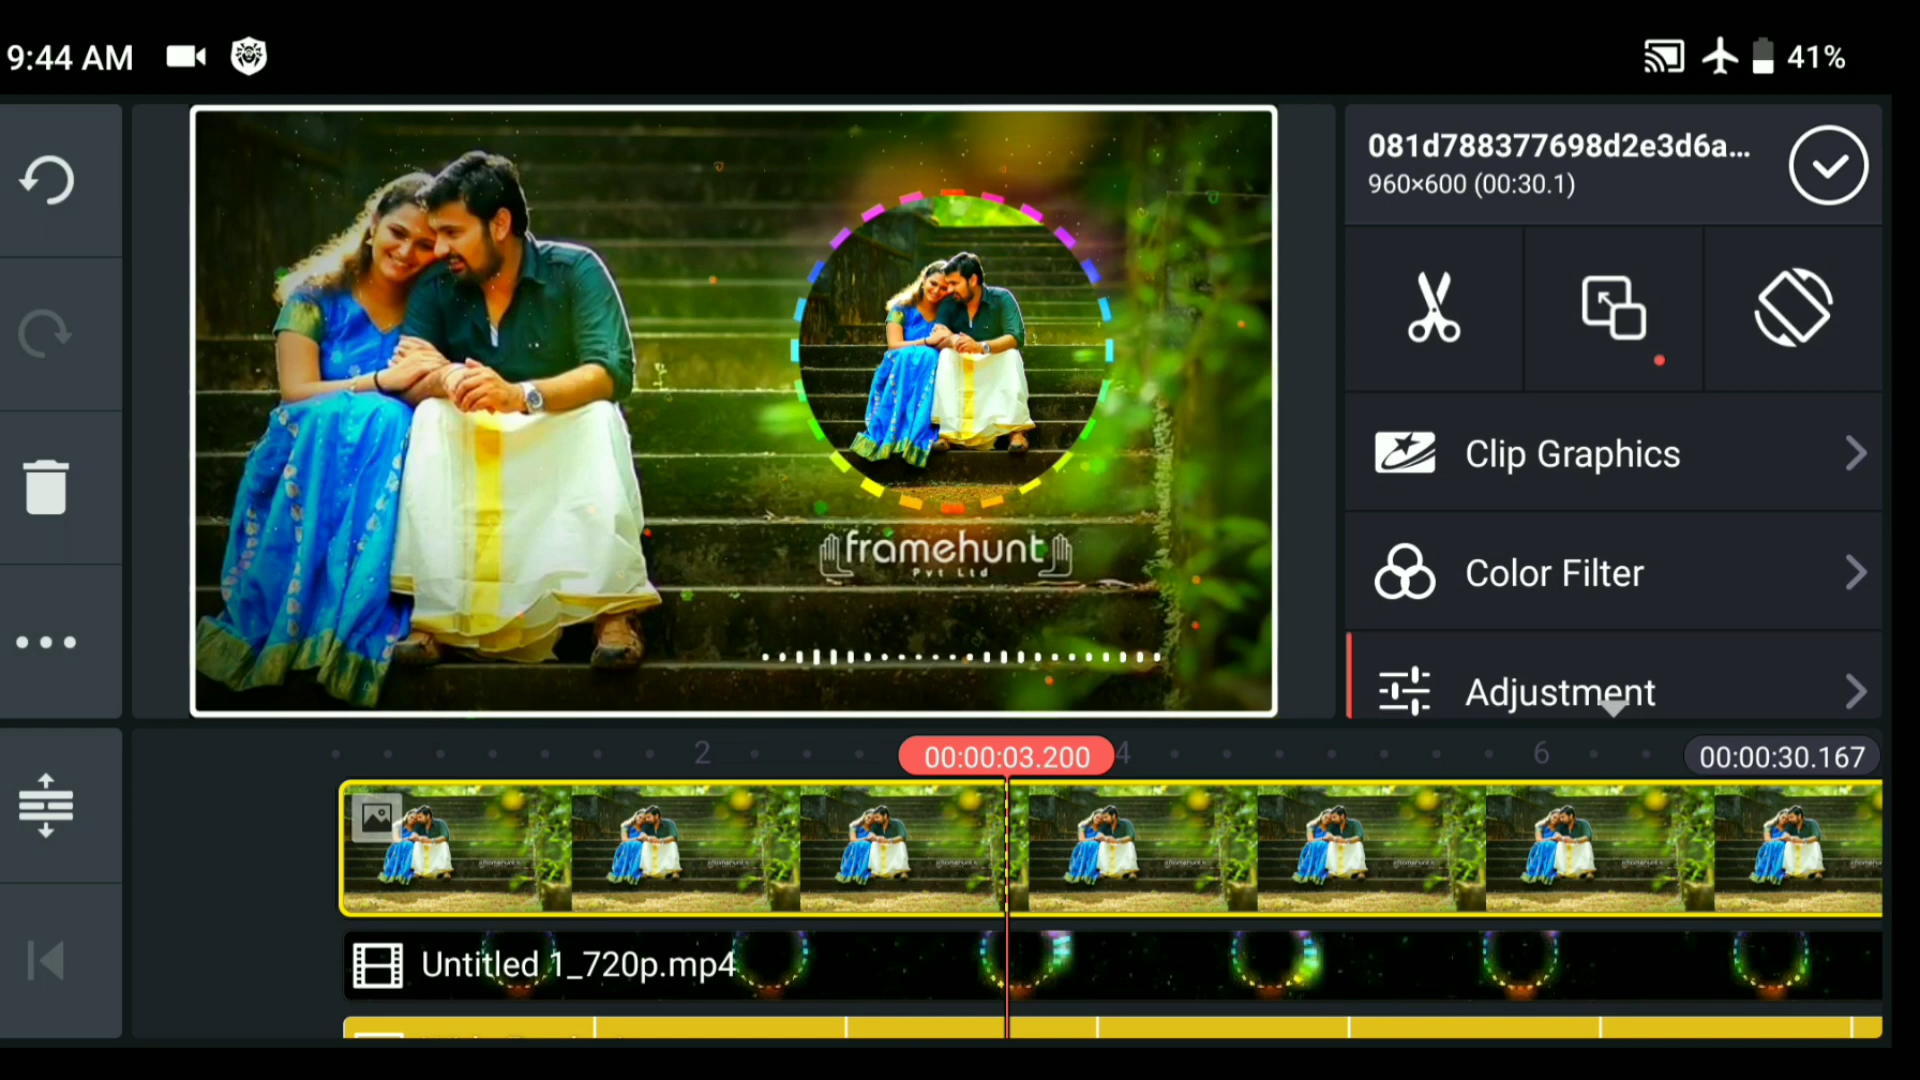 9:44 AM
41%
081d788377698d2e3d6a...
960×600 (00:30.1)
Clip Graphics
Color Filter
Adjustment
framehunt
Pvt Ltd
2
00:00:03.200
4
6
00:00:30.167
Untitled 1_720p.mp4